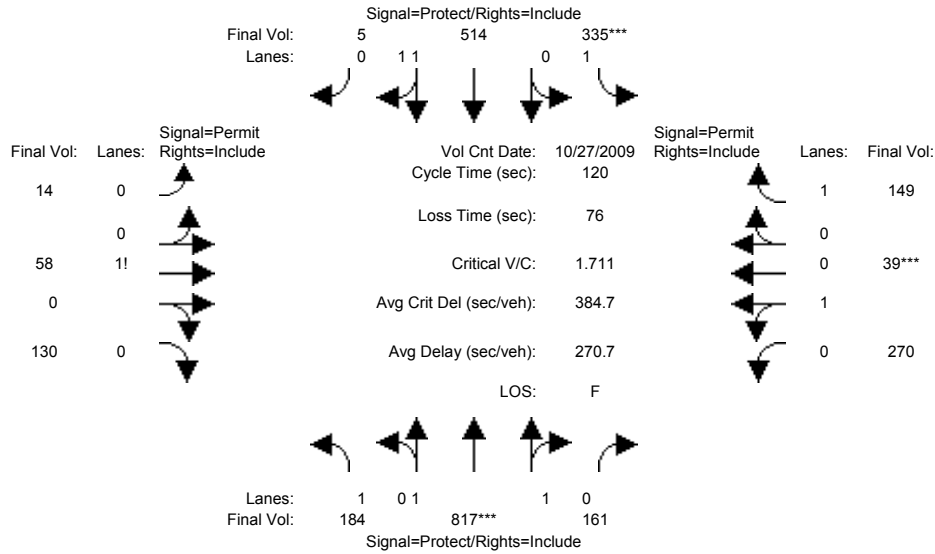 Signal=Protect/Rights=Include
Final Vol: 5 514 335***
Lanes: 0 1 1 0 1
Signal=Permit Signal=Permit
Final Vol: Lanes: Rights=Include Vol Cnt Date: 10/27/2009 Rights=Include Lanes: Final Vol:
Cycle Time (sec): 120
14 0 1 149
Loss Time (sec): 76
0 0
58 1! Critical V/C: 1.711 0 39***
0 Avg Crit Del (sec/veh): 384.7 1
130 0 Avg Delay (sec/veh): 270.7 0 270
LOS: F
Lanes: 1 0 1 1 0
Final Vol: 184 817*** 161
Signal=Protect/Rights=Include